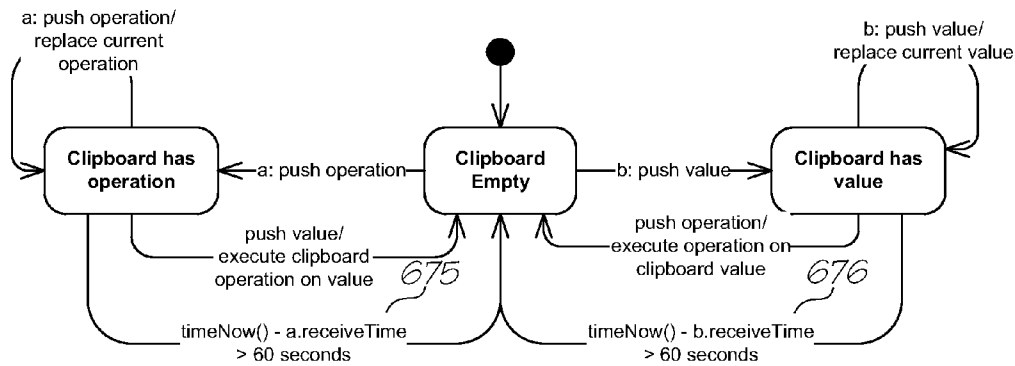 a: push operation/
replace current
operation
b: push value/
replace current value
Clipboard has
operation
a: push operation
Clipboard
Empty
b: push value
Clipboard has
value
push value/
execute clipboard
operation on value
675
push operation/
execute operation on
clipboard value
676
timeNow() - a.receiveTime
> 60 seconds
timeNow() - b.receiveTime
> 60 seconds